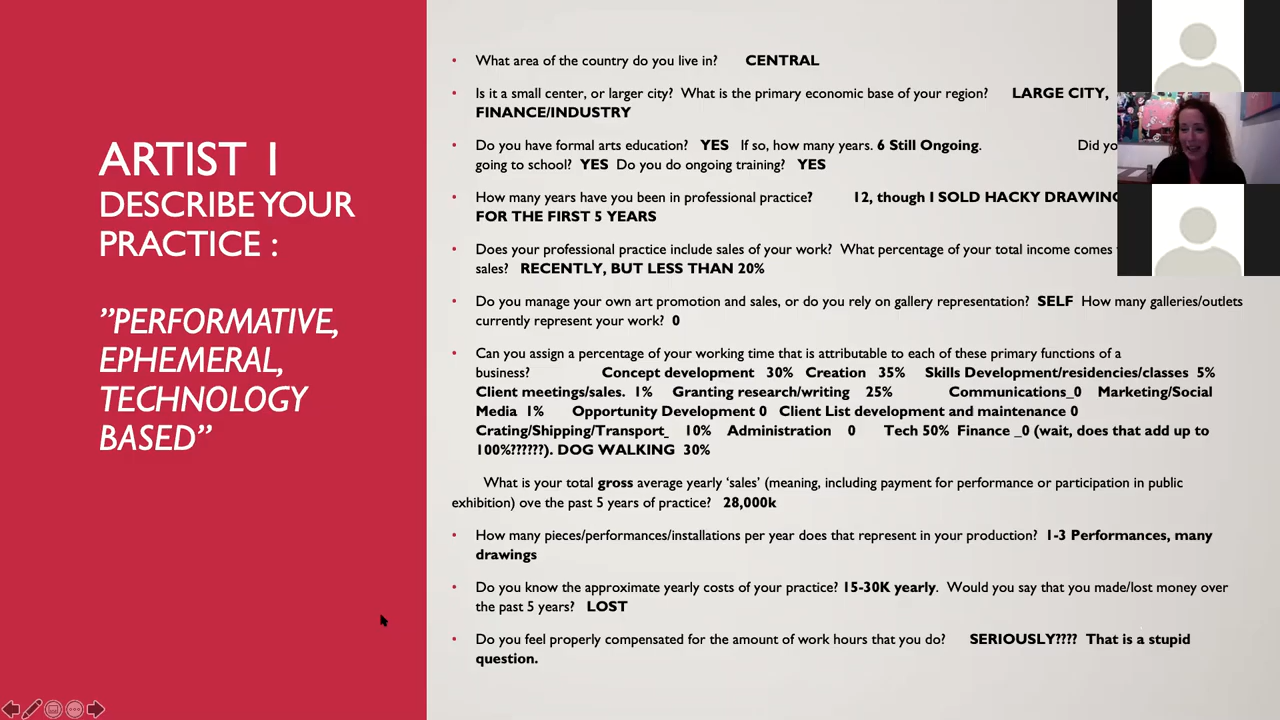 ARTIST 1
DESCRIBE YOUR
PRACTICE :
”PERFORMATIVE,
EPHEMERAL,
TECHNOLOGY
BASED”
• What area of the country do you live in? CENTRAL
• Is it a small center, or larger city? What is the primary economic base of your region? LARGE CITY,
FINANCE/INDUSTRY
• Do you have formal arts education? YES If so, how many years. 6 Still Ongoing. Did
going to school? YES Do you do ongoing training? YES
• How many years have you been in professional practice? 12, though I SOLD HACKY
FOR THE FIRST 5 YEARS
• Does your professional practice include sales of your work? What percentage of your total income comes
sales? RECENTLY, BUT LESS THAN 20%
• Do you manage your own art promotion and sales, or do you rely on gallery representation? SELF How many galleries/outlets
currently represent your work? 0
• Can you assign a percentage of your working time that is attributable to each of these primary functions of a
business? Concept development 30% Creation 35% Skills Development/residencies/classes 5%
Client meetings/sales. 1% Granting research/writing 25% Communications_0 Marketing/Social
Media 1% Opportunity Development 0 Client List development and maintenance 0
Crating/Shipping/Transport_ 10% Administration 0 Tech 50% Finance _0 (wait, does that add up to
100%??????). DOG WALKING 30%
What is your total gross average yearly ‘sales’ (meaning, including payment for performance or participation in public
exhibition) ove the past 5 years of practice? 28,000k
• How many pieces/performances/installations per year does that represent in your production? 1-3 Performances, many
drawings
• Do you know the approximate yearly costs of your practice? 15-30K yearly. Would you say that you made/lost money over
the past 5 years? LOST
• Do you feel properly compensated for the amount of work hours that you do? SERIOUSLY???? That is a stupid
question.